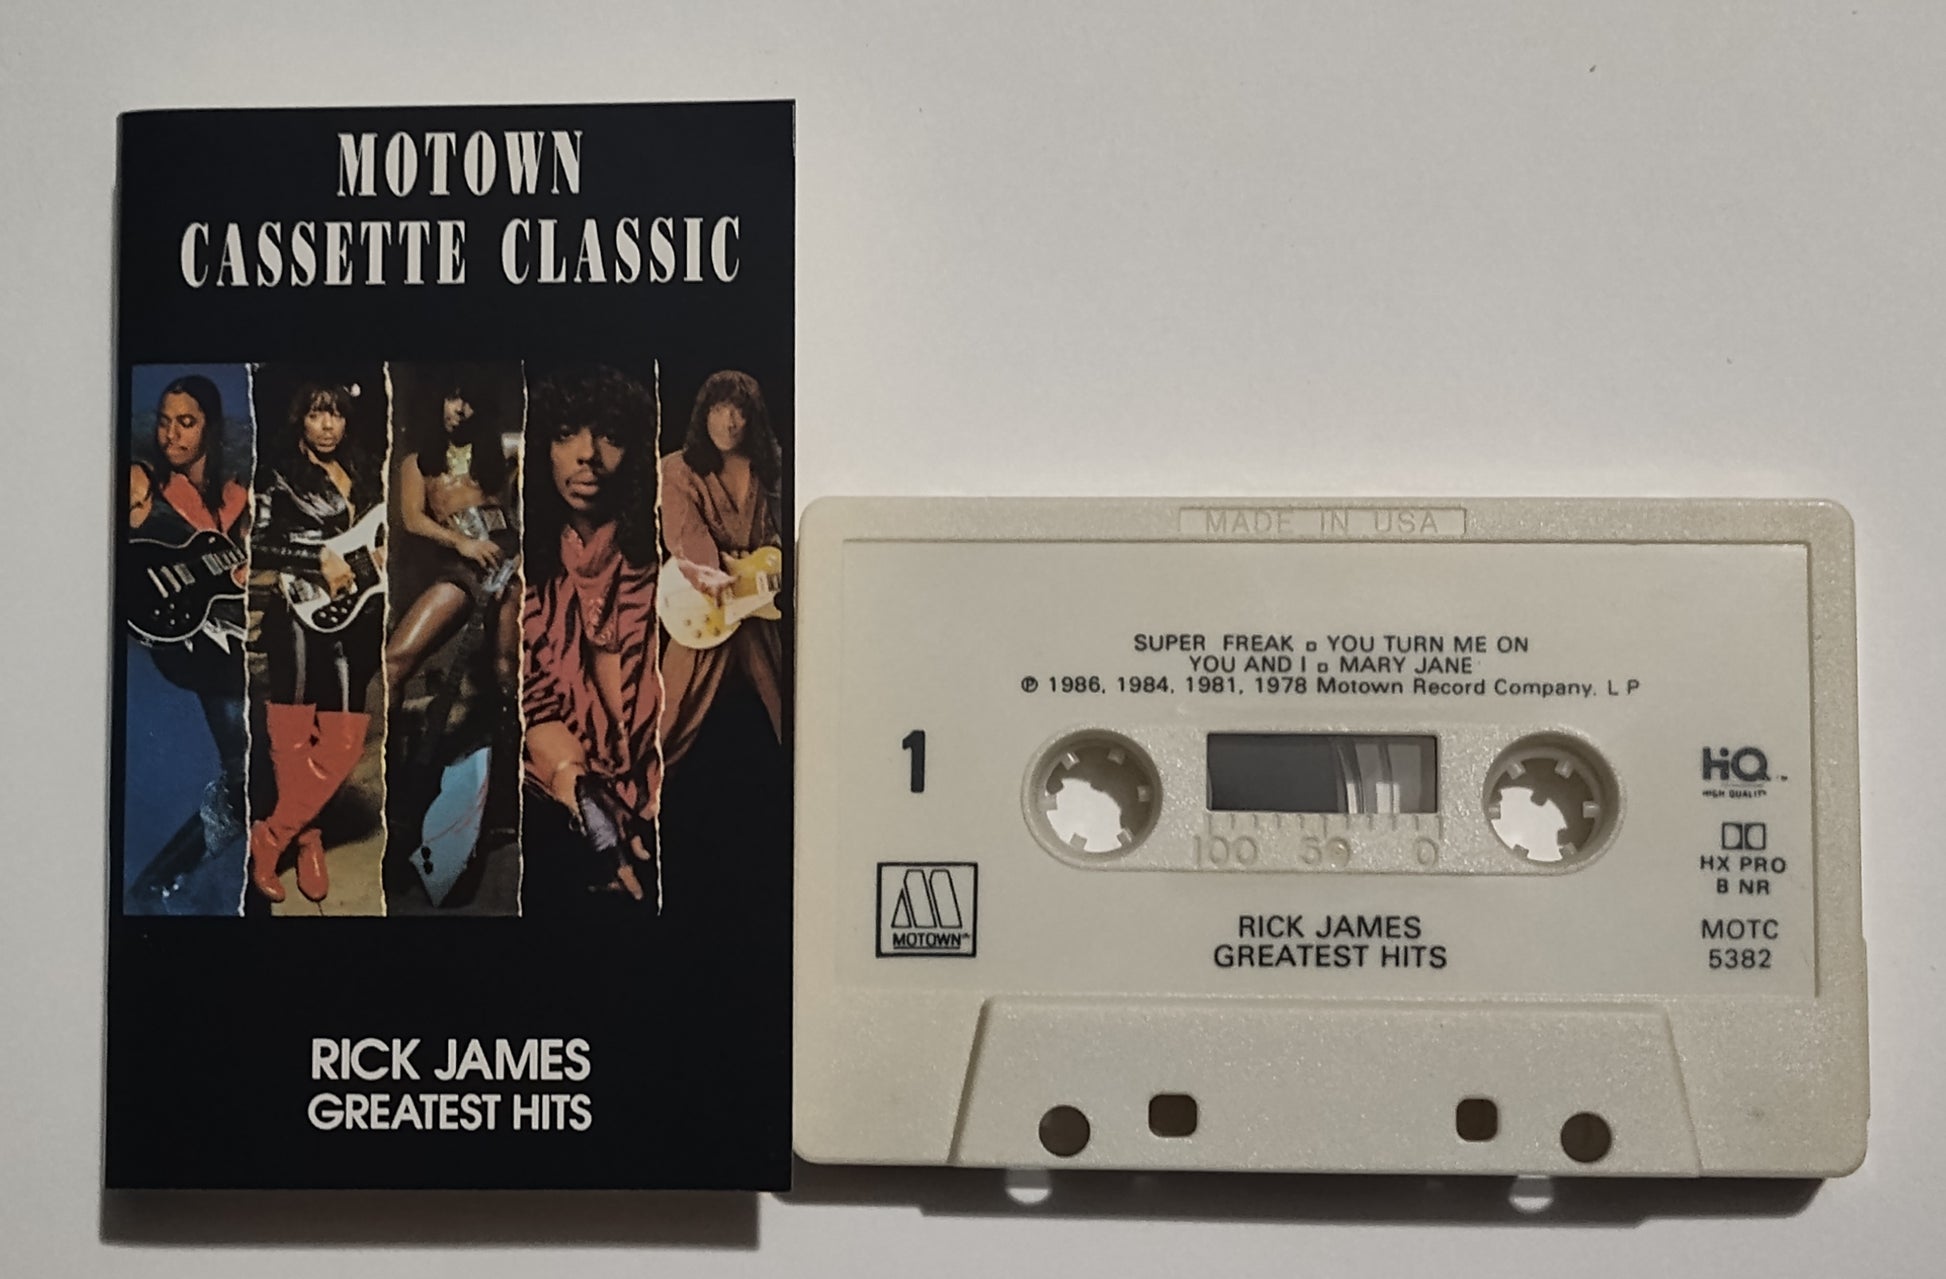 MOTOWN
CASSETTE CLASSIC
RICK JAMES
GREATEST HITS
MADE IN USA
SUPER FREAK ▫ YOU TURN ME ON
YOU AND I ▫ MARY JANE
℗ 1986, 1984, 1981, 1978 Motown Record Company, L P
1
HiQ
HIGH QUALITY
100 50 0
HX PRO
B NR
MOTOWN™
RICK JAMES
GREATEST HITS
MOTC
5382